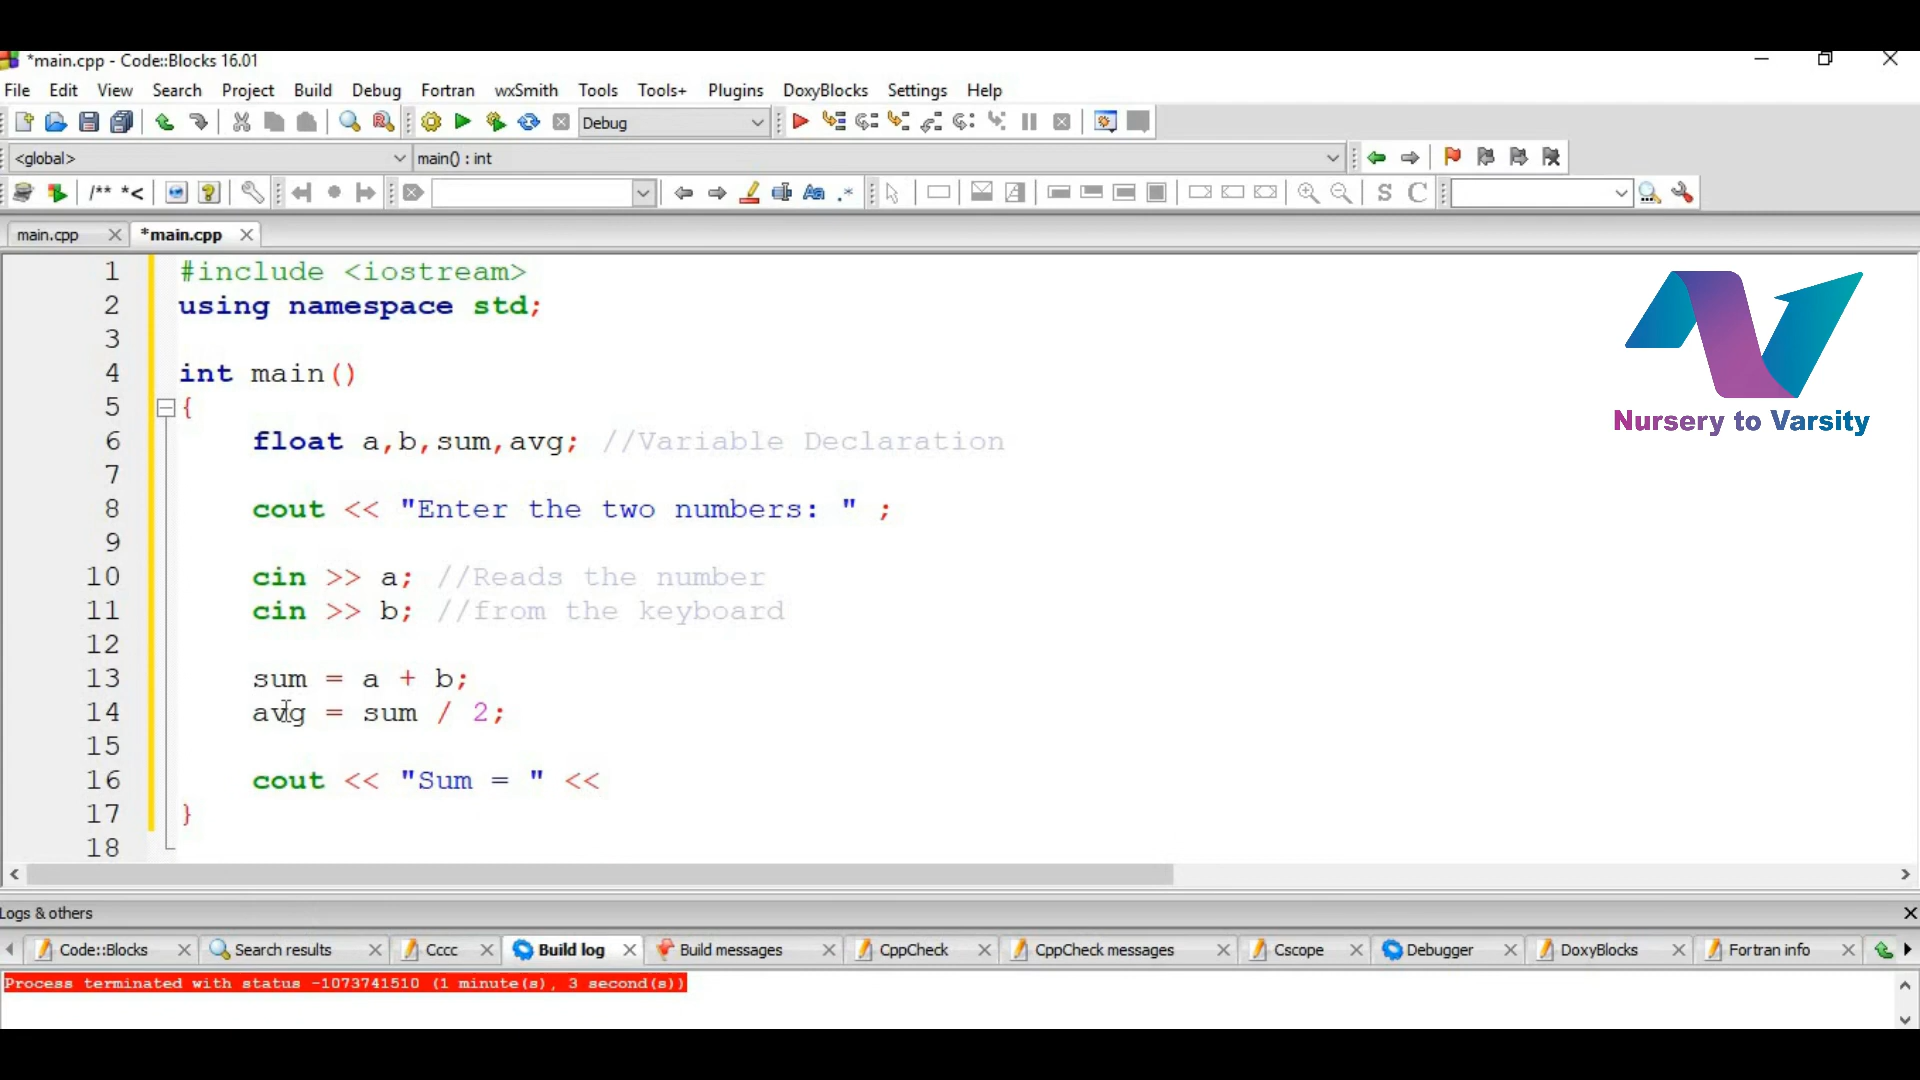 *main.cpp - Code::Blocks 16.01
File Edit View Search Project Build Debug Fortran wxSmith Tools Tools+ Plugins DoxyBlocks Settings Help
Debug
<global> main() : int
/** *<
Aa .* S C
main.cpp *main.cpp
1 #include <iostream>
2 using namespace std;
3
4 int main()
5 {
6 float a,b,sum,avg; //Variable Declaration
7
8 cout << "Enter the two numbers: " ;
9
10 cin >> a; //Reads the number
11 cin >> b; //from the keyboard
12
13 sum = a + b;
14 avg = sum / 2;
15
16 cout << "Sum = " <<
17 }
18
Nursery to Varsity
Logs & others
Code::Blocks Search results Cccc Build log Build messages CppCheck CppCheck messages Cscope Debugger DoxyBlocks Fortran info
Process terminated with status -1073741510 (1 minute(s), 3 second(s))